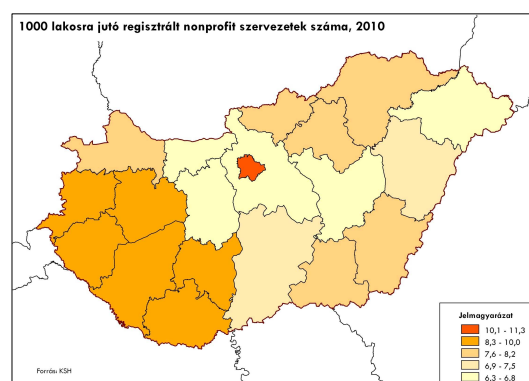 1000 lakosra jutó regisztrált nonprofit szervezetek száma, 2010
Jelmagyarázat
10,1 - 11,3
8,3 - 10,0
7,6 - 8,2
6,9 - 7,5
6,3 - 6,8
Forrás: KSH